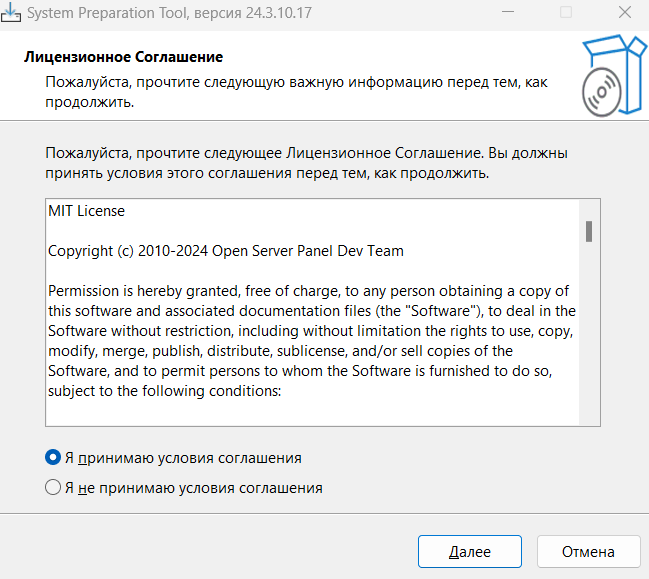 System Preparation Tool, версия 24.3.10.17
Лицензионное Соглашение
Пожалуйста, прочтите следующую важную информацию перед тем, как
продолжить.
Пожалуйста, прочтите следующее Лицензионное Соглашение. Вы должны
принять условия этого соглашения перед тем, как продолжить.
MIT License
Copyright (c) 2010-2024 Open Server Panel Dev Team
Permission is hereby granted, free of charge, to any person obtaining a copy of
this software and associated documentation files (the "Software"), to deal in the
Software without restriction, including without limitation the rights to use, copy,
modify, merge, publish, distribute, sublicense, and/or sell copies of the
Software, and to permit persons to whom the Software is furnished to do so,
subject to the following conditions:
Я принимаю условия соглашения
Я не принимаю условия соглашения
Далее
Отмена